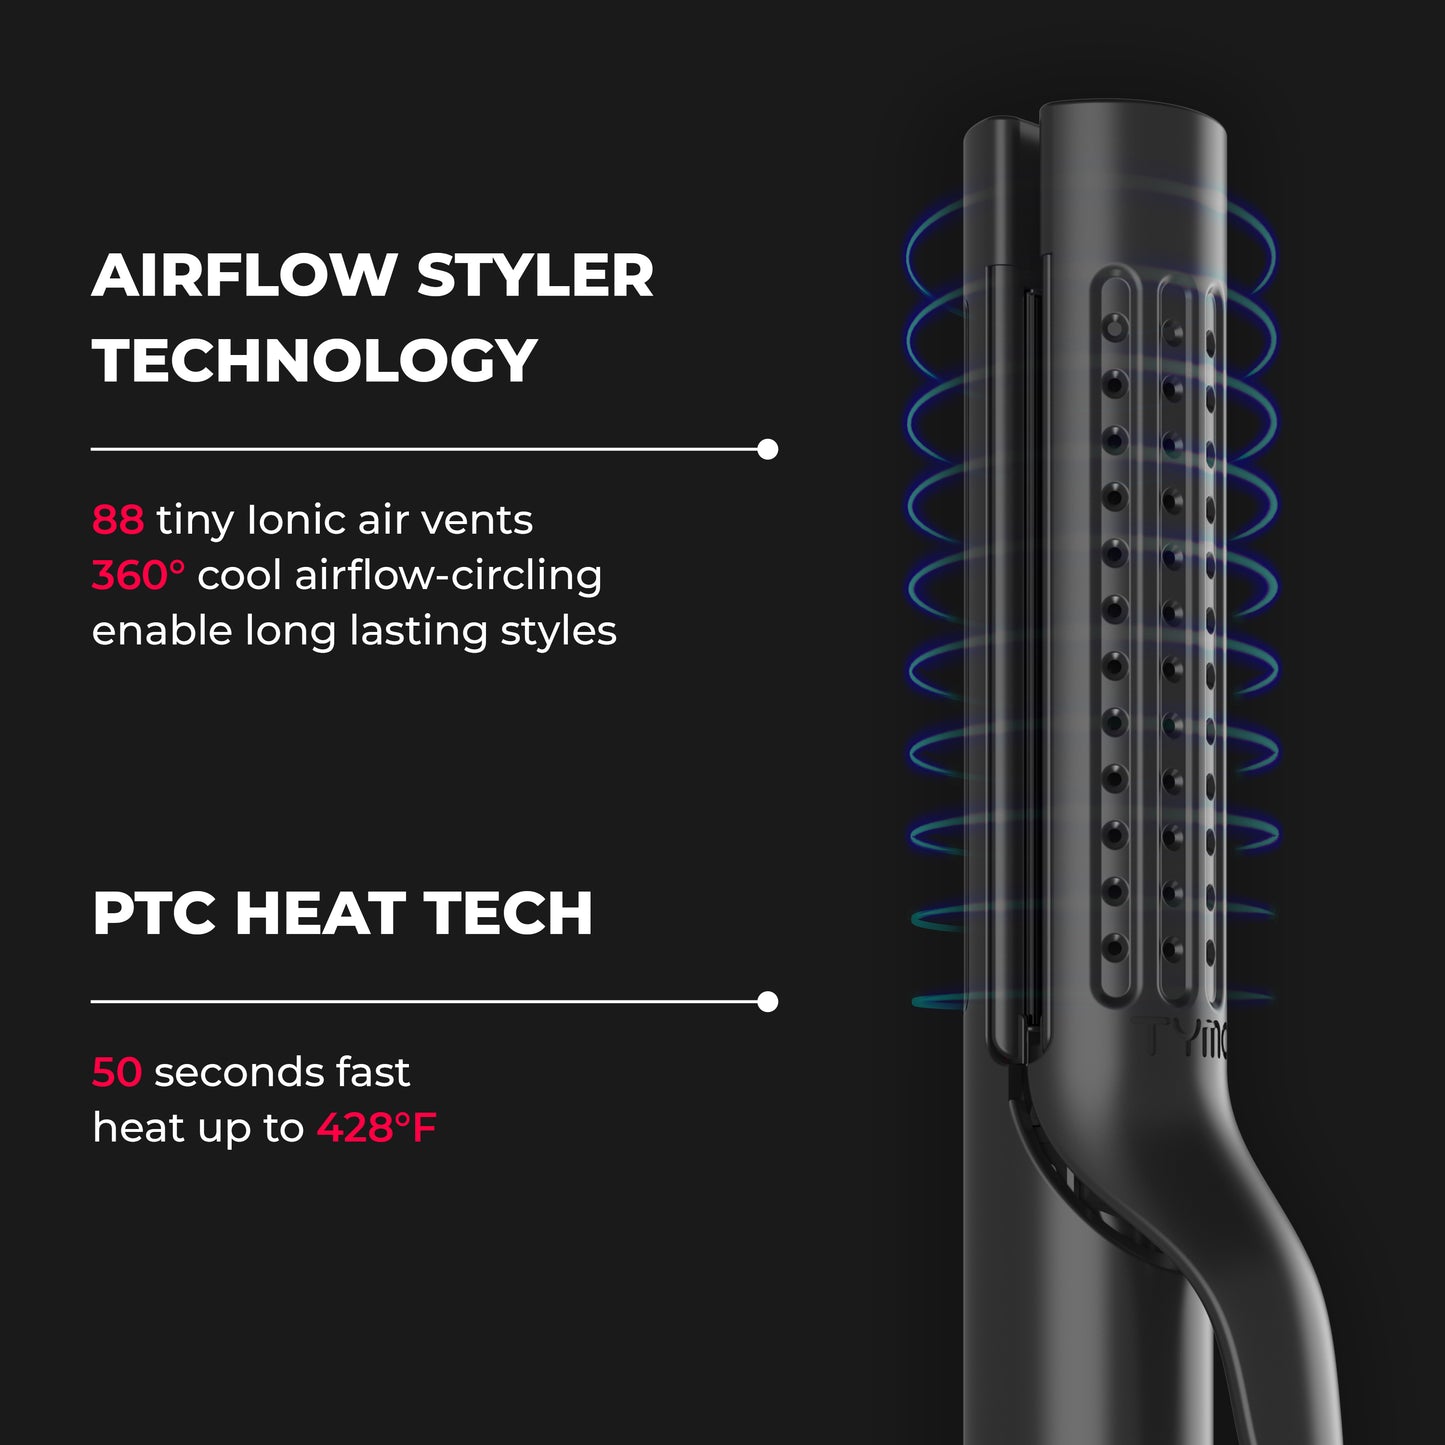 AIRFLOW STYLER
TECHNOLOGY
88 tiny Ionic air vents
360° cool airflow-circling
enable long lasting styles
PTC HEAT TECH
50 seconds fast
heat up to 428°F